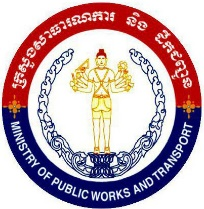 ក្រសួងសាធារណការ និង ដឹកជញ្ជូន
MINISTRY OF PUBLIC WORKS AND TRANSPORT